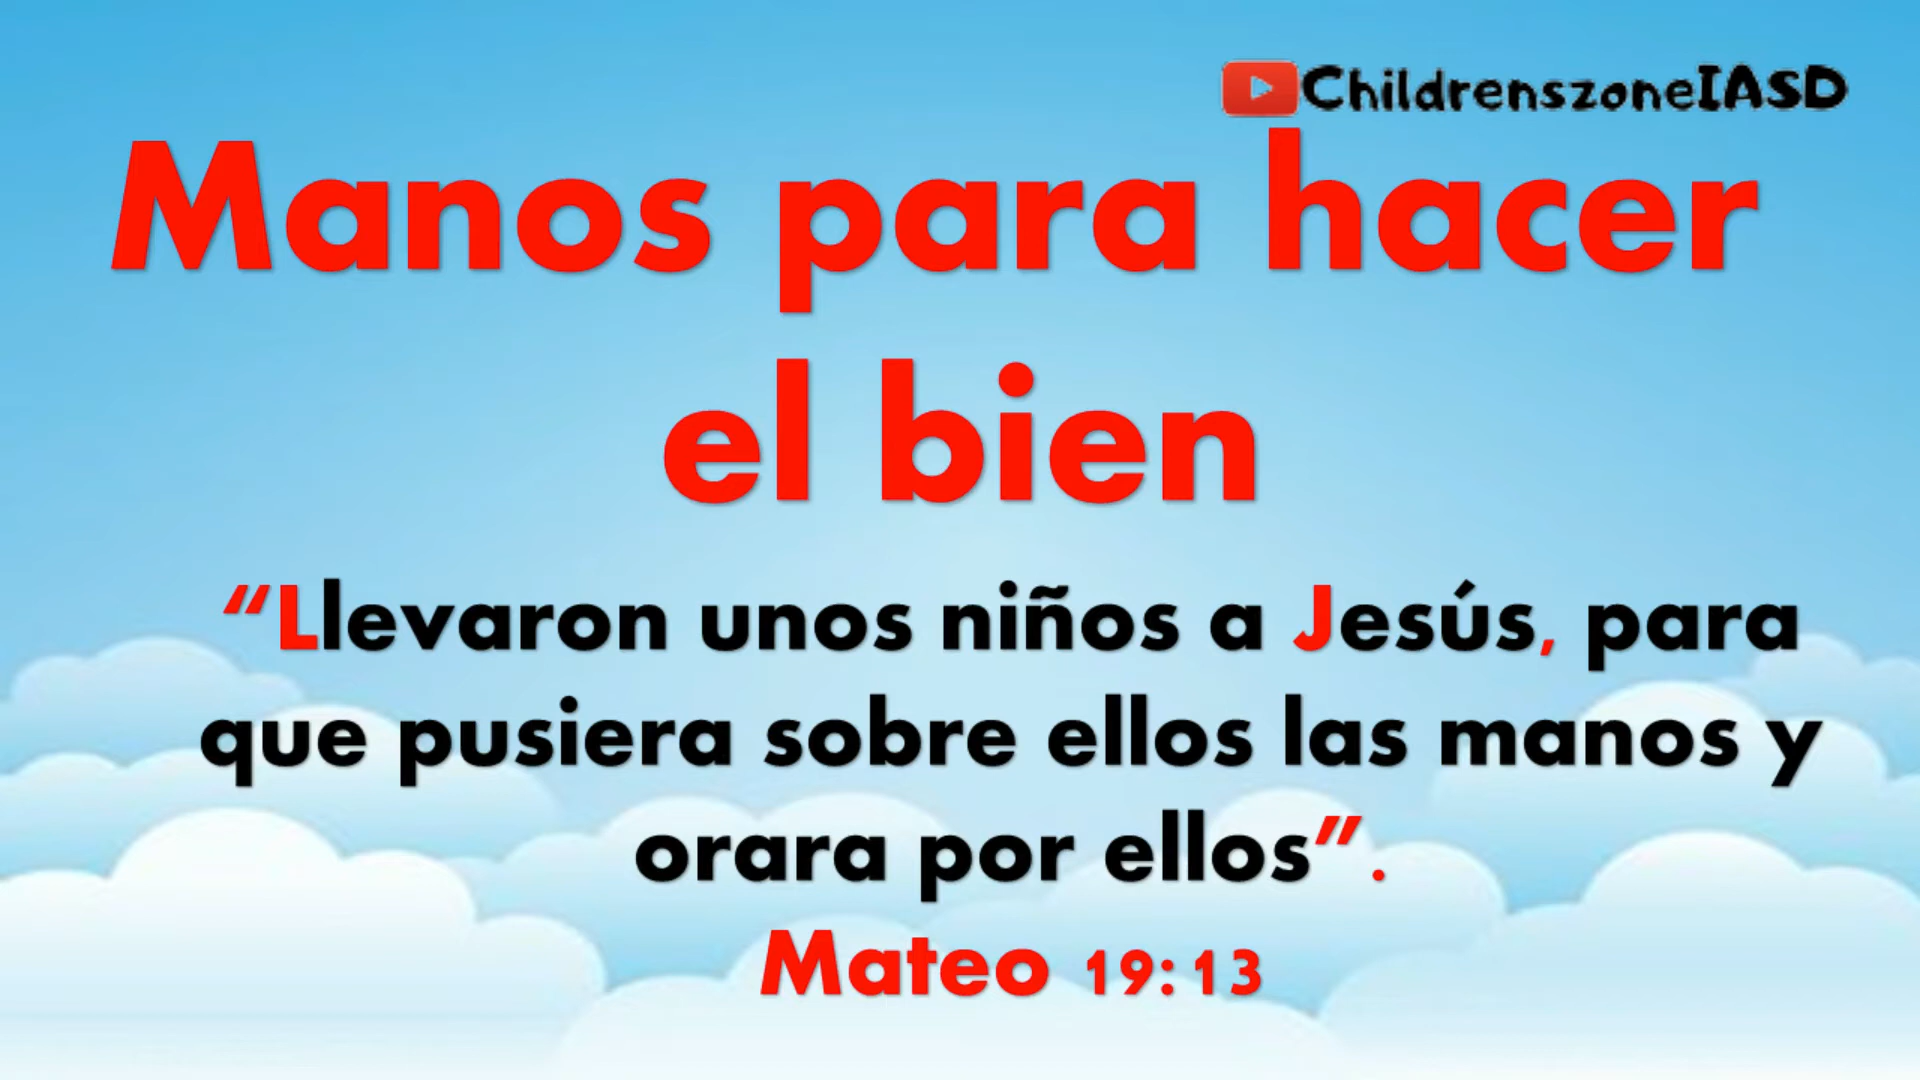 ChildrenszoneIASD
Manos para hacer
el bien
“Llevaron unos niños a Jesús, para
que pusiera sobre ellos las manos y
orara por ellos”.
Mateo 19:13